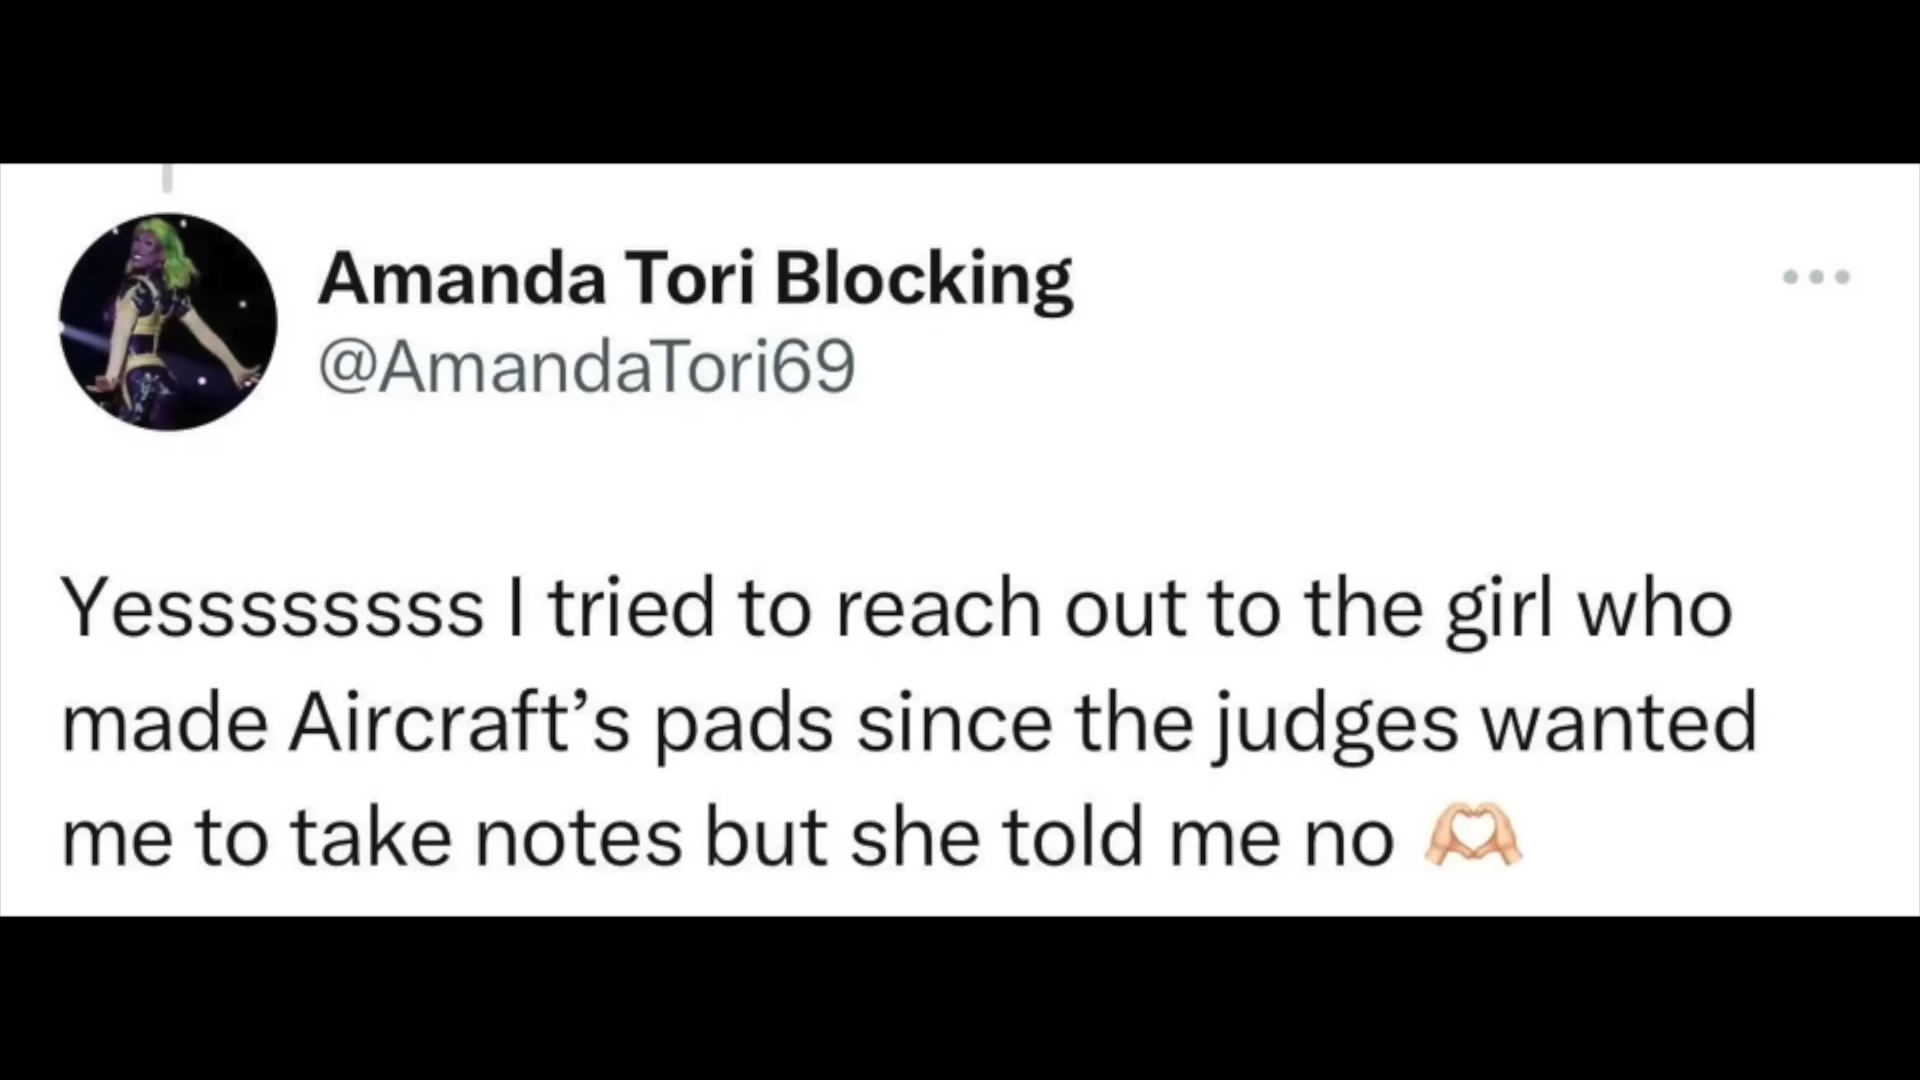 Amanda Tori Blocking
@AmandaTori69
Yesssssssss I tried to reach out to the girl who
made Aircraft’s pads since the judges wanted
me to take notes but she told me no 🫶🏻